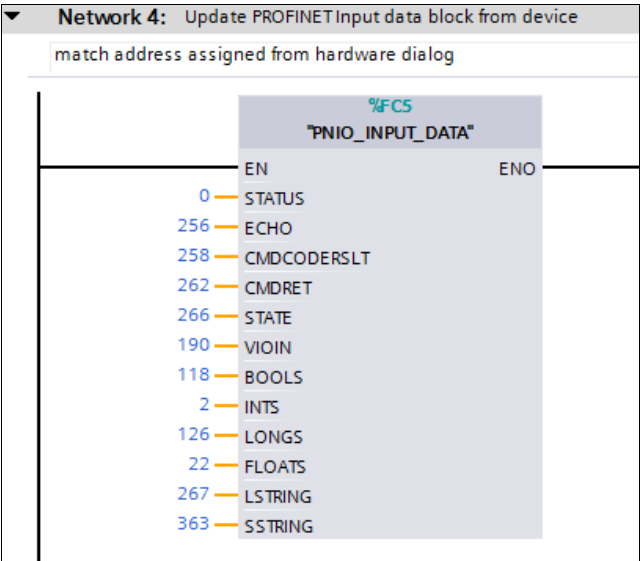 Network 4: Update PROFINET Input data block from device
match address assigned from hardware dialog
%FC5
"PNIO_INPUT_DATA"
EN ENO
0 STATUS
256 ECHO
258 CMDCODERSLT
262 CMDRET
266 STATE
190 VIOIN
118 BOOLS
2 INTS
126 LONGS
22 FLOATS
267 LSTRING
363 SSTRING